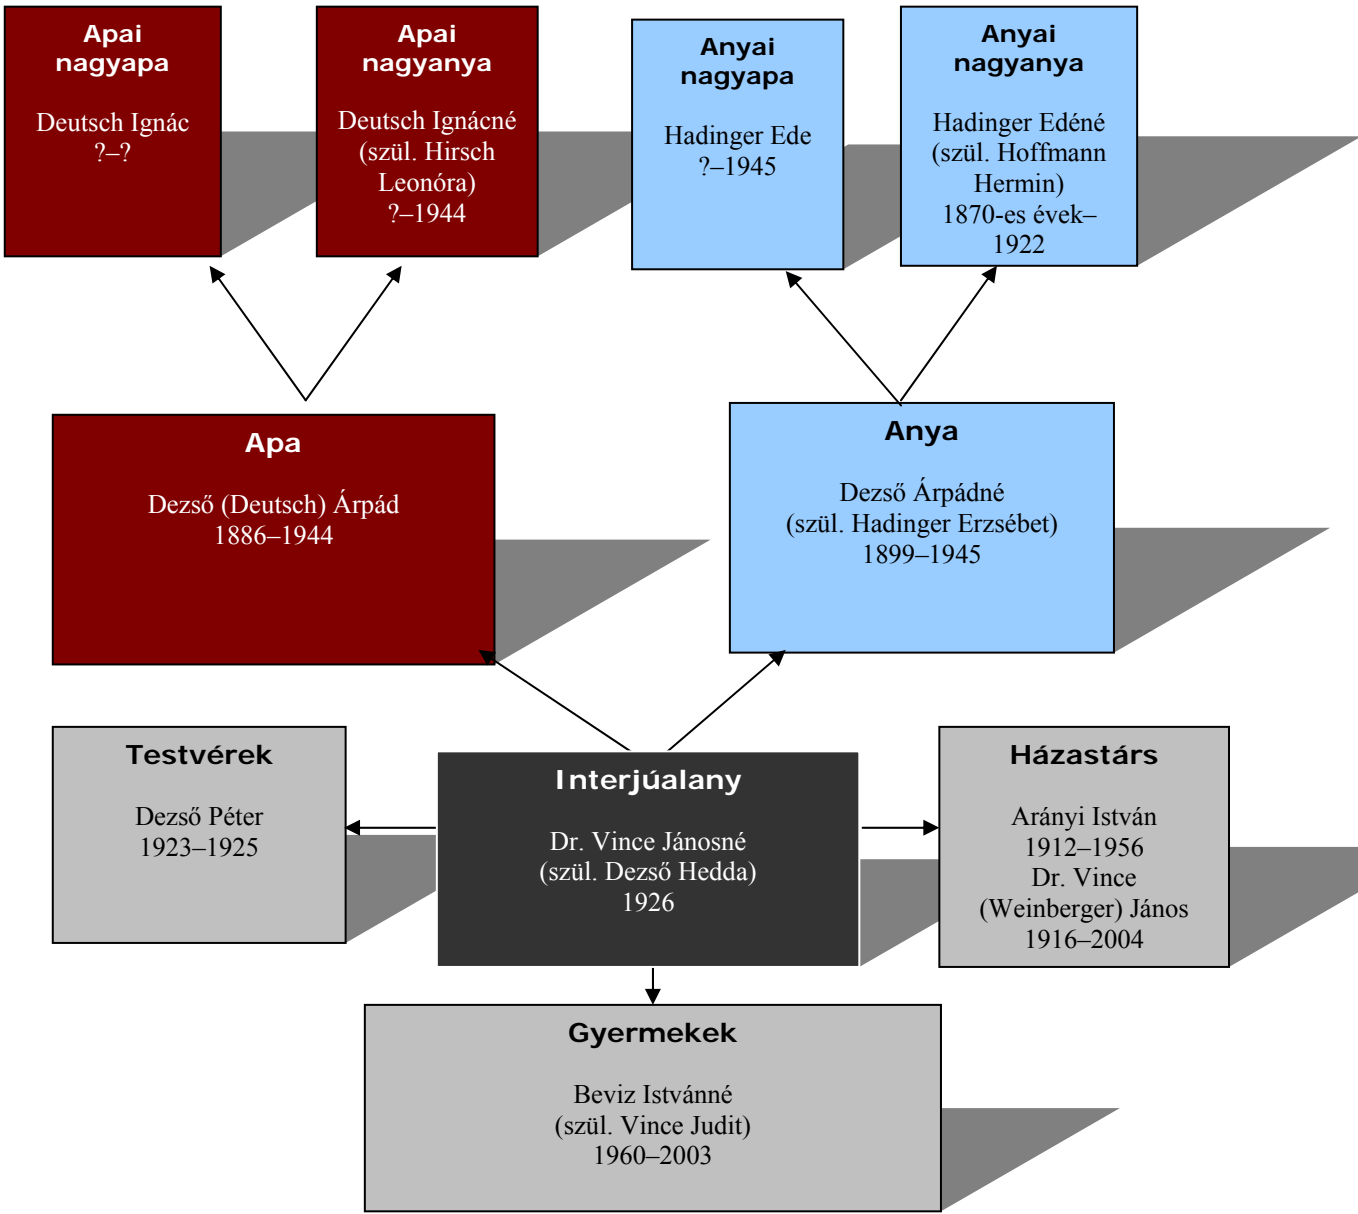 Apai
nagyapa
Deutsch Ignác
?–?
Apai
nagyanya
Deutsch Ignácné
(szül. Hirsch
Leonóra)
?–1944
Anyai
nagyapa
Hadinger Ede
?–1945
Anyai
nagyanya
Hadinger Edéné
(szül. Hoffmann
Hermin)
1870-es évek–
1922
Apa
Dezső (Deutsch) Árpád
1886–1944
Anya
Dezső Árpádné
(szül. Hadinger Erzsébet)
1899–1945
Testvérek
Dezső Péter
1923–1925
Interjúalany
Dr. Vince Jánosné
(szül. Dezső Hedda)
1926
Házastárs
Arányi István
1912–1956
Dr. Vince
(Weinberger) János
1916–2004
Gyermekek
Beviz Istvánné
(szül. Vince Judit)
1960–2003